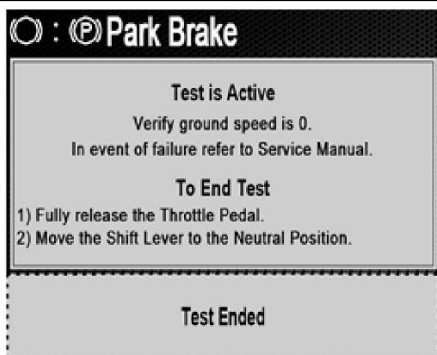 : (P) Park Brake
Test is Active
Verify ground speed is 0.
In event of failure refer to Service Manual.
To End Test
1) Fully release the Throttle Pedal.
2) Move the Shift Lever to the Neutral Position.
Test Ended